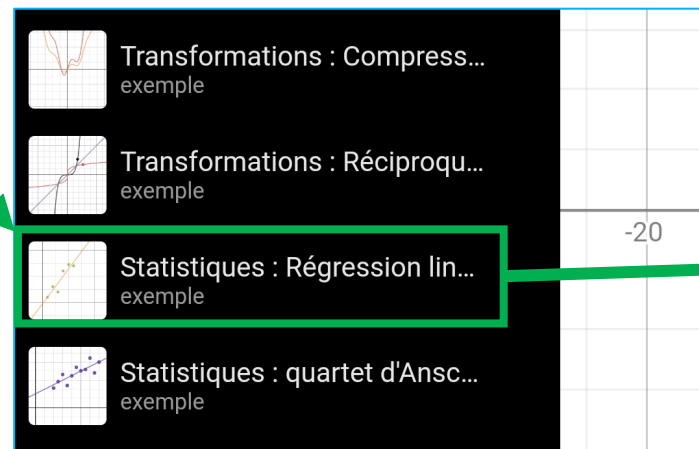 Transformations : Compress...
exemple
Transformations : Réciproqu...
exemple
-20
Statistiques : Régression lin...
exemple
Statistiques : quartet d'Ansc...
exemple